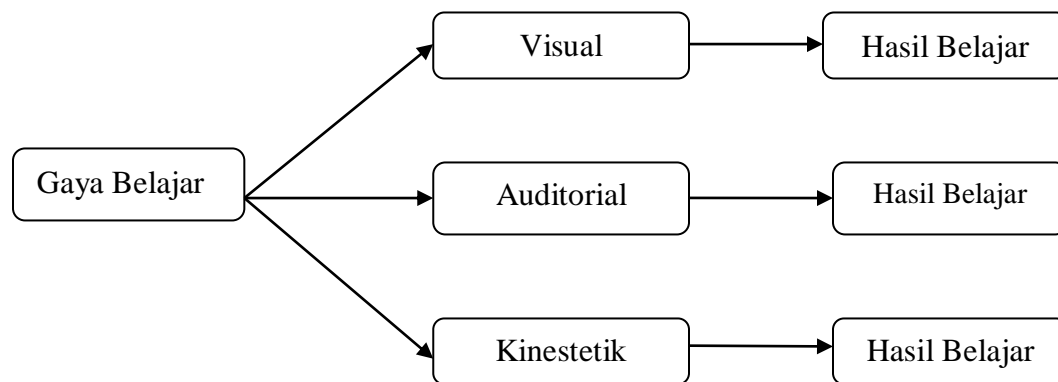 Visual
Hasil Belajar
Gaya Belajar
Auditorial
Hasil Belajar
Kinestetik
Hasil Belajar